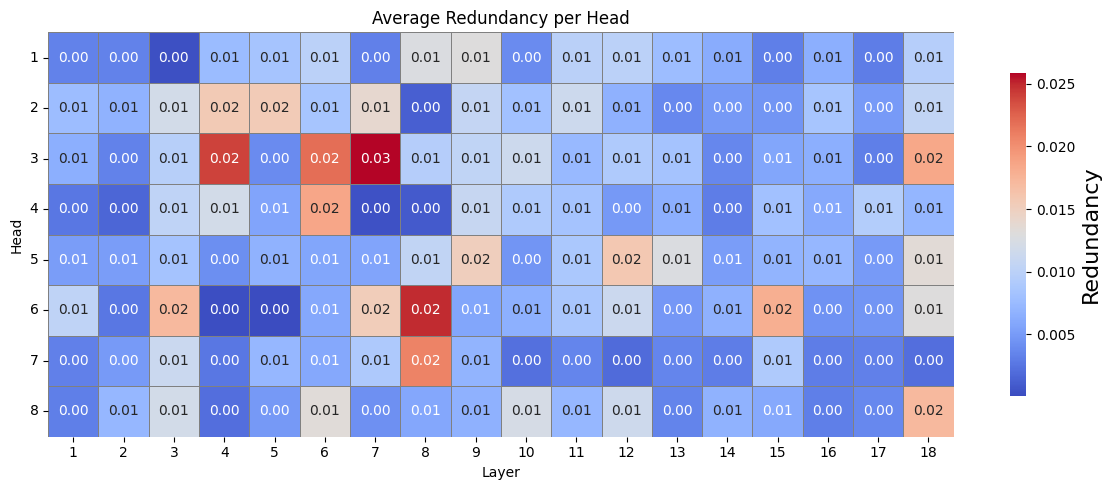 Average Redundancy per Head
1 0.00 0.00 0.00 0.01 0.01 0.01 0.00 0.01 0.01 0.00 0.01 0.01 0.01 0.01 0.00 0.01 0.00 0.01
2 0.01 0.01 0.01 0.02 0.02 0.01 0.01 0.00 0.01 0.01 0.01 0.01 0.00 0.00 0.00 0.01 0.00 0.01
3 0.01 0.00 0.01 0.02 0.00 0.02 0.03 0.01 0.01 0.01 0.01 0.01 0.01 0.00 0.01 0.01 0.00 0.02
4 0.00 0.00 0.01 0.01 0.01 0.02 0.00 0.00 0.01 0.01 0.01 0.00 0.01 0.00 0.01 0.01 0.01 0.01
5 0.01 0.01 0.01 0.00 0.01 0.01 0.01 0.01 0.02 0.00 0.01 0.02 0.01 0.01 0.01 0.01 0.00 0.01
6 0.01 0.00 0.02 0.00 0.00 0.01 0.02 0.02 0.01 0.01 0.01 0.01 0.00 0.01 0.02 0.00 0.00 0.01
7 0.00 0.00 0.01 0.00 0.01 0.01 0.01 0.02 0.01 0.00 0.00 0.00 0.00 0.00 0.01 0.00 0.00 0.00
8 0.00 0.01 0.01 0.00 0.00 0.01 0.00 0.01 0.01 0.01 0.01 0.01 0.00 0.01 0.01 0.00 0.00 0.02
1 2 3 4 5 6 7 8 9 10 11 12 13 14 15 16 17 18
Layer
Head
0.025
0.020
0.015
0.010
0.005
Redundancy